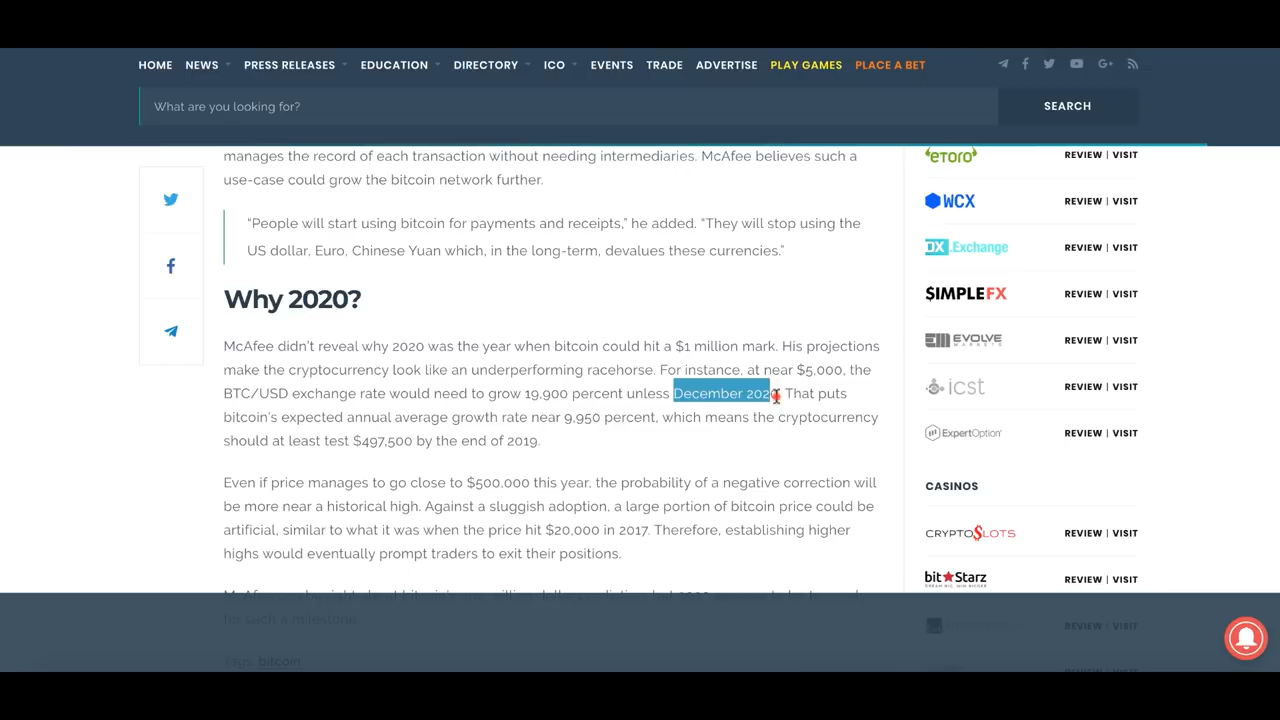 HOME NEWS PRESS RELEASES EDUCATION DIRECTORY ICO EVENTS TRADE ADVERTISE PLAY GAMES PLACE A BET
What are you looking for?
SEARCH
manages the record of each transaction without needing intermediaries. McAfee believes such a
use-case could grow the bitcoin network further.
“People will start using bitcoin for payments and receipts,” he added. “They will stop using the
US dollar, Euro, Chinese Yuan which, in the long-term, devalues these currencies.”
Why 2020?
McAfee didn’t reveal why 2020 was the year when bitcoin could hit a $1 million mark. His projections
make the cryptocurrency look like an underperforming racehorse. For instance, at near $5,000, the
BTC/USD exchange rate would need to grow 19,900 percent unless December 202 That puts
bitcoin’s expected annual average growth rate near 9,950 percent, which means the cryptocurrency
should at least test $497,500 by the end of 2019.
Even if price manages to go close to $500,000 this year, the probability of a negative correction will
be more near a historical high. Against a sluggish adoption, a large portion of bitcoin price could be
artificial, similar to what it was when the price hit $20,000 in 2017. Therefore, establishing higher
highs would eventually prompt traders to exit their positions.
for such a milestone.
Tags: bitcoin
eToro REVIEW | VISIT
WCX REVIEW | VISIT
DX.Exchange REVIEW | VISIT
SIMPLEFX REVIEW | VISIT
EVOLVE MARKETS REVIEW | VISIT
icst REVIEW | VISIT
ExpertOption REVIEW | VISIT
CASINOS
CRYPTOSLOTS REVIEW | VISIT
bitStarz REVIEW | VISIT
REVIEW | VISIT